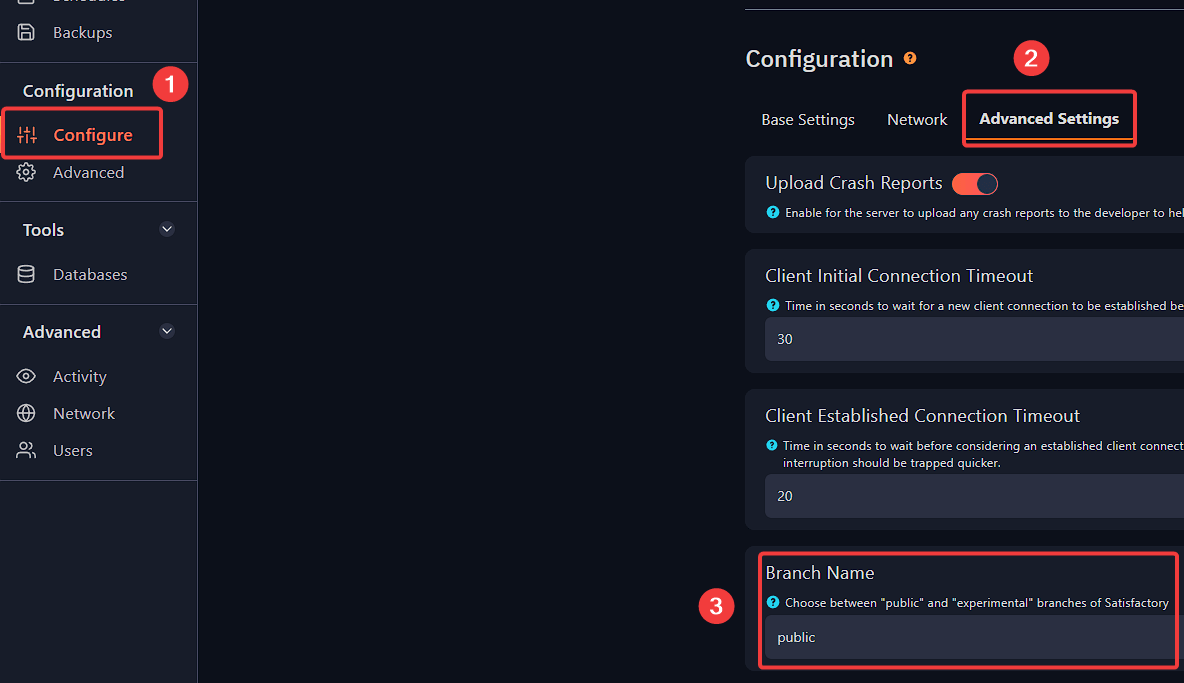 Schedules
Backups
Configuration
1
Configure
Advanced
Tools
Databases
Advanced
Activity
Network
Users
Configuration ?
2
Base Settings Network Advanced Settings
Upload Crash Reports
? Enable for the server to upload any crash reports to the developer to hel
Client Initial Connection Timeout
? Time in seconds to wait for a new client connection to be established be
30
Client Established Connection Timeout
? Time in seconds to wait before considering an established client connect
interruption should be trapped quicker.
20
3
Branch Name
? Choose between "public" and "experimental" branches of Satisfactory
public